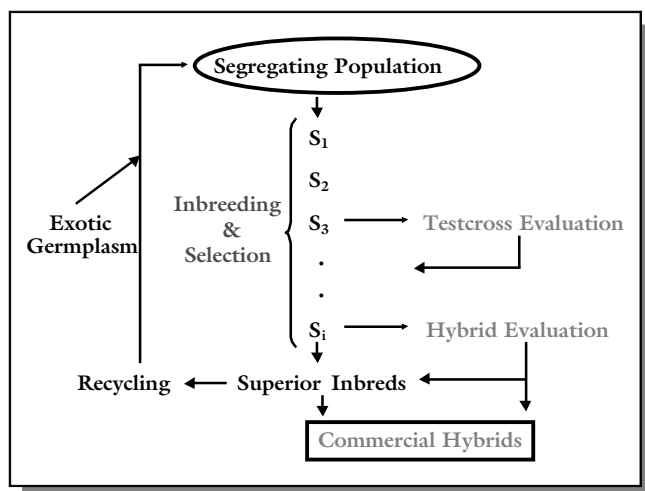 Segregating Population
S₁
S₂
Inbreeding
&
Selection
S₃
Testcross Evaluation
Exotic
Germplasm
.
.
Sᵢ
Hybrid Evaluation
Recycling
Superior Inbreds
Commercial Hybrids